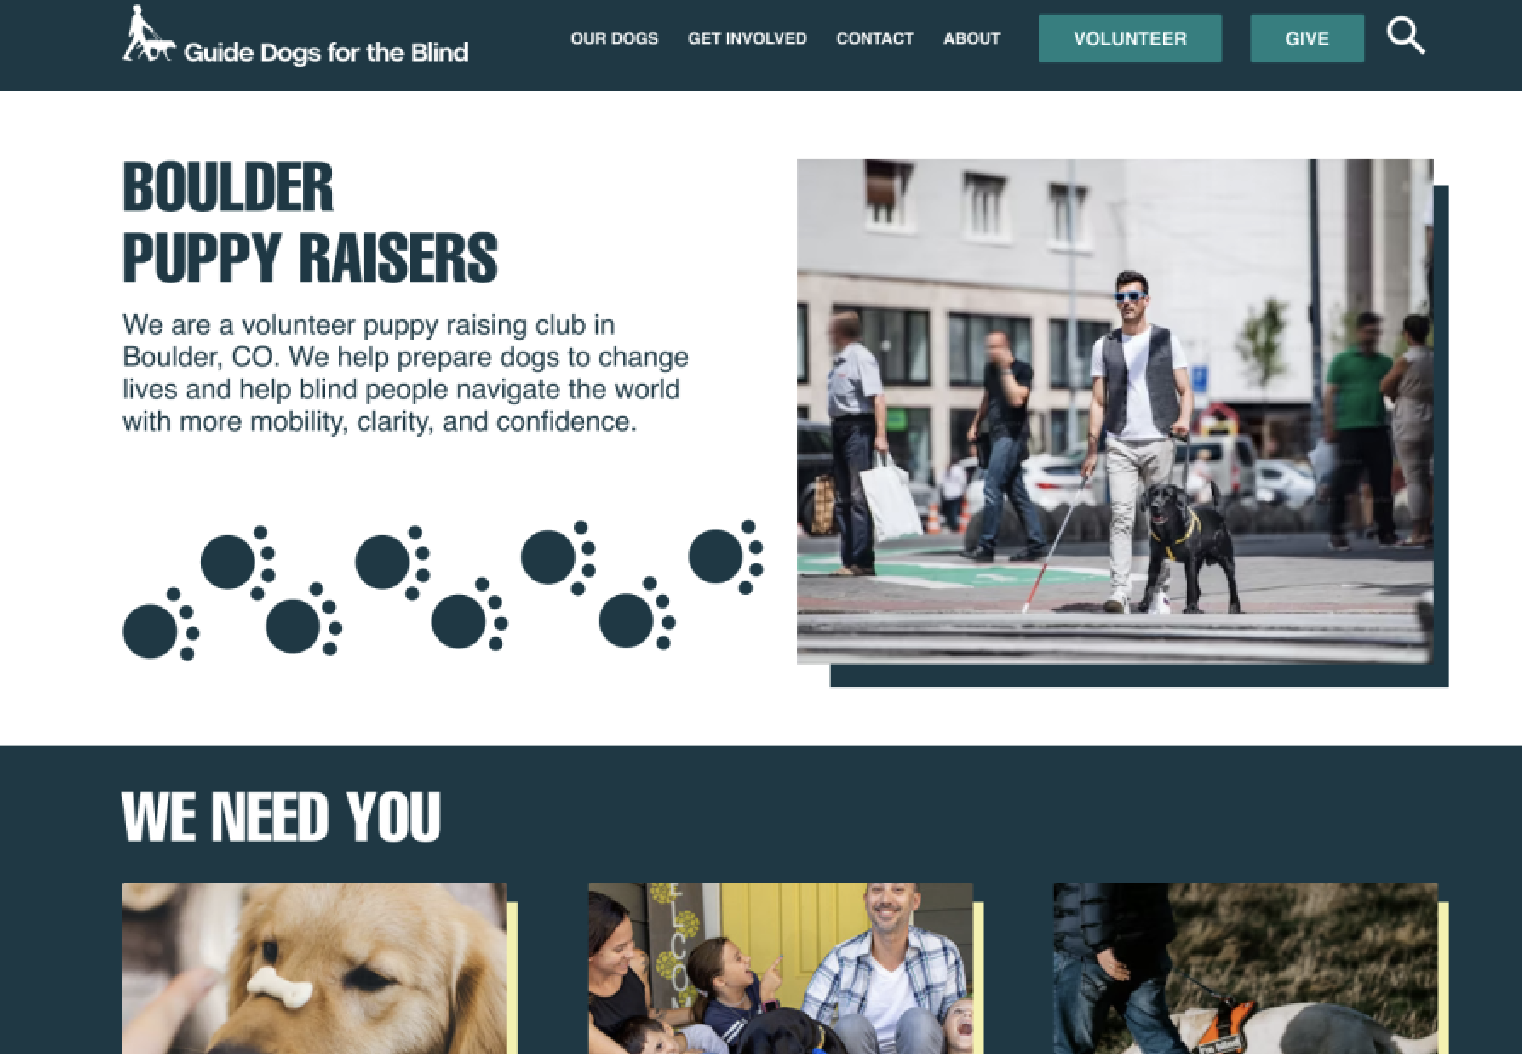 Guide Dogs for the Blind
OUR DOGS GET INVOLVED CONTACT ABOUT VOLUNTEER GIVE
BOULDER
PUPPY RAISERS
We are a volunteer puppy raising club in
Boulder, CO. We help prepare dogs to change
lives and help blind people navigate the world
with more mobility, clarity, and confidence.
WE NEED YOU